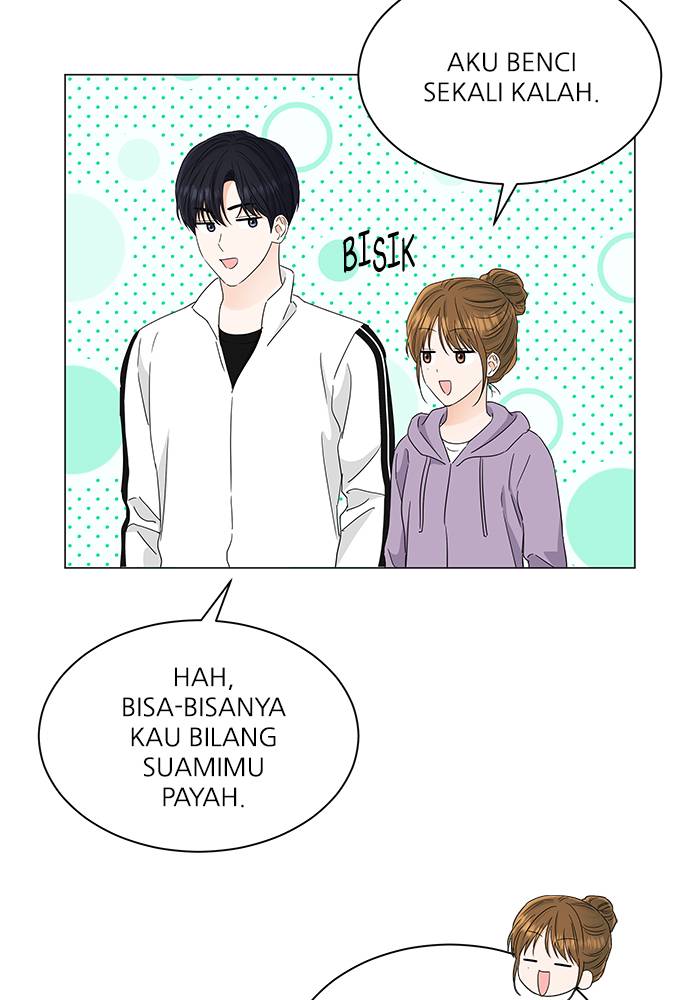 AKU BENCI
SEKALI KALAH.
BISIK
HAH,
BISA-BISANYA
KAU BILANG
SUAMIMU
PAYAH.